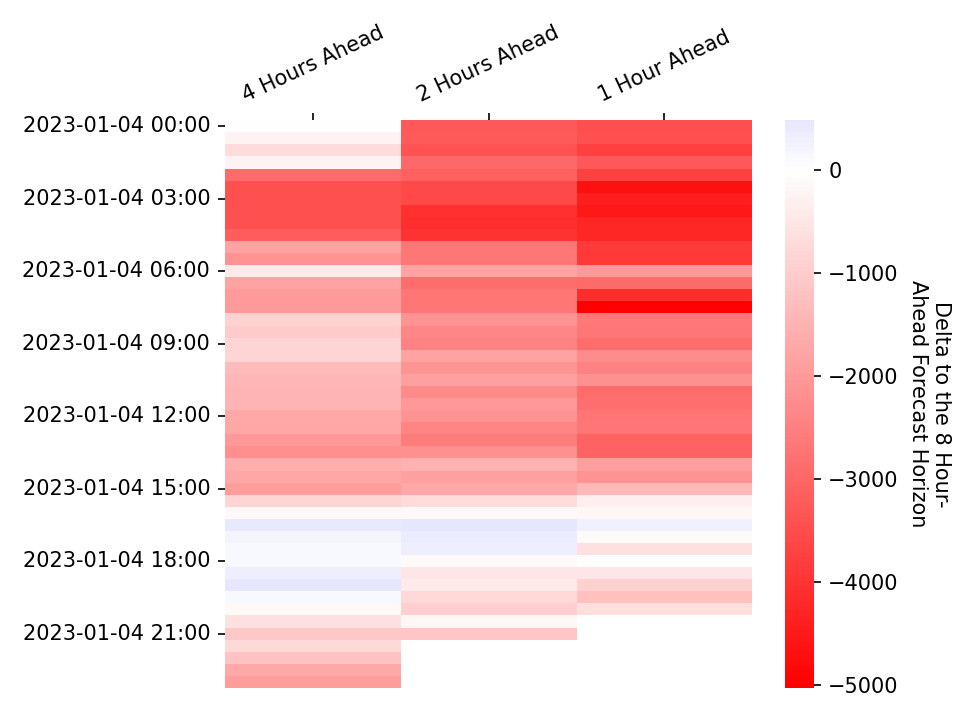 4 Hours Ahead
2 Hours Ahead
1 Hour Ahead
2023-01-04 00:00
2023-01-04 03:00
2023-01-04 06:00
2023-01-04 09:00
2023-01-04 12:00
2023-01-04 15:00
2023-01-04 18:00
2023-01-04 21:00
0
−1000
−2000
−3000
−4000
−5000
Delta to the 8 Hour-
Ahead Forecast Horizon